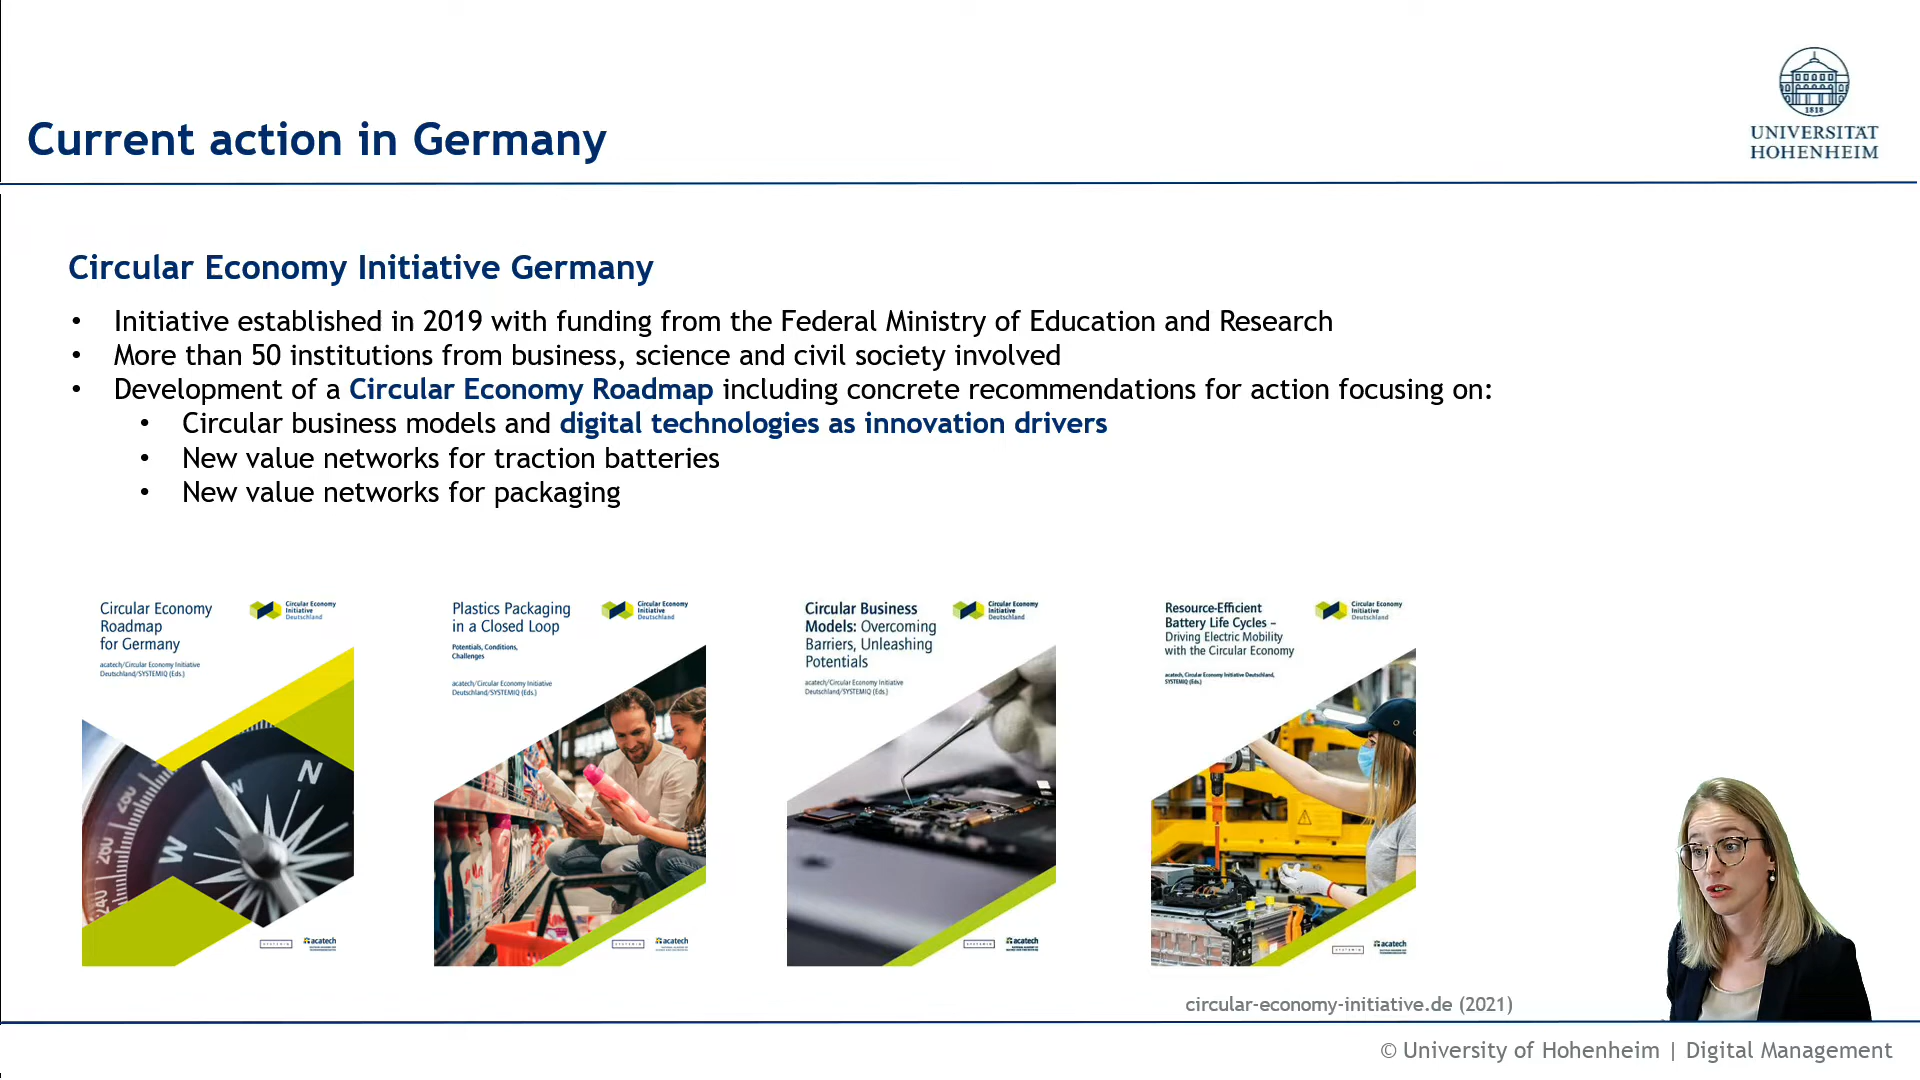 Current action in Germany
1818
UNIVERSITÄT
HOHENHEIM
Circular Economy Initiative Germany
• Initiative established in 2019 with funding from the Federal Ministry of Education and Research
• More than 50 institutions from business, science and civil society involved
• Development of a Circular Economy Roadmap including concrete recommendations for action focusing on:
• Circular business models and digital technologies as innovation drivers
• New value networks for traction batteries
• New value networks for packaging
Circular Economy
Roadmap
for Germany
acatech/Circular Economy Initiative
Deutschland/SYSTEMIQ (Eds.)
Circular Economy
Initiative
Deutschland
N
W
W
260
240
SYSTEMIQ
acatech
Plastics Packaging
in a Closed Loop
Potentials, Conditions,
Challenges
acatech/Circular Economy Initiative
Deutschland/SYSTEMIQ (Eds.)
Circular Economy
Initiative
Deutschland
SYSTEMIQ
acatech
Circular Business
Models: Overcoming
Barriers, Unleashing
Potentials
acatech/Circular Economy Initiative
Deutschland/SYSTEMIQ (Eds.)
Circular Economy
Initiative
Deutschland
SYSTEMIQ
acatech
Resource-Efficient
Battery Life Cycles –
Driving Electric Mobility
with the Circular Economy
acatech, Circular Economy Initiative Deutschland,
SYSTEMIQ (Eds.)
Circular Economy
Initiative
Deutschland
SYSTEMIQ
acatech
circular-economy-initiative.de (2021)
© University of Hohenheim | Digital Management